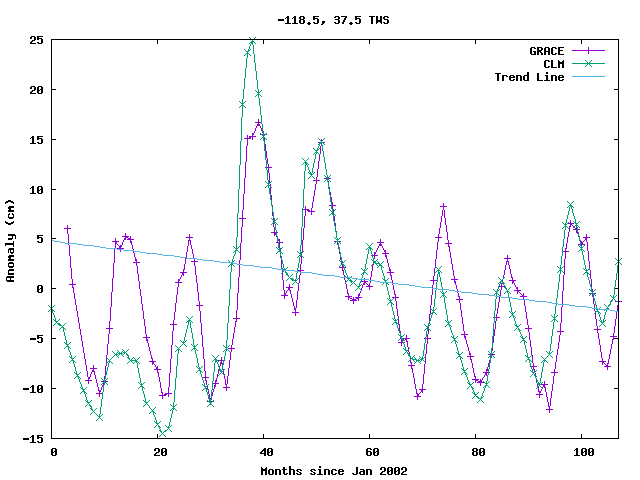 -118.5, 37.5 TWS
GRACE
CLM
Trend Line
25
20
15
10
5
0
-5
-10
-15
Anomaly (cm)
0 20 40 60 80 100
Months since Jan 2002